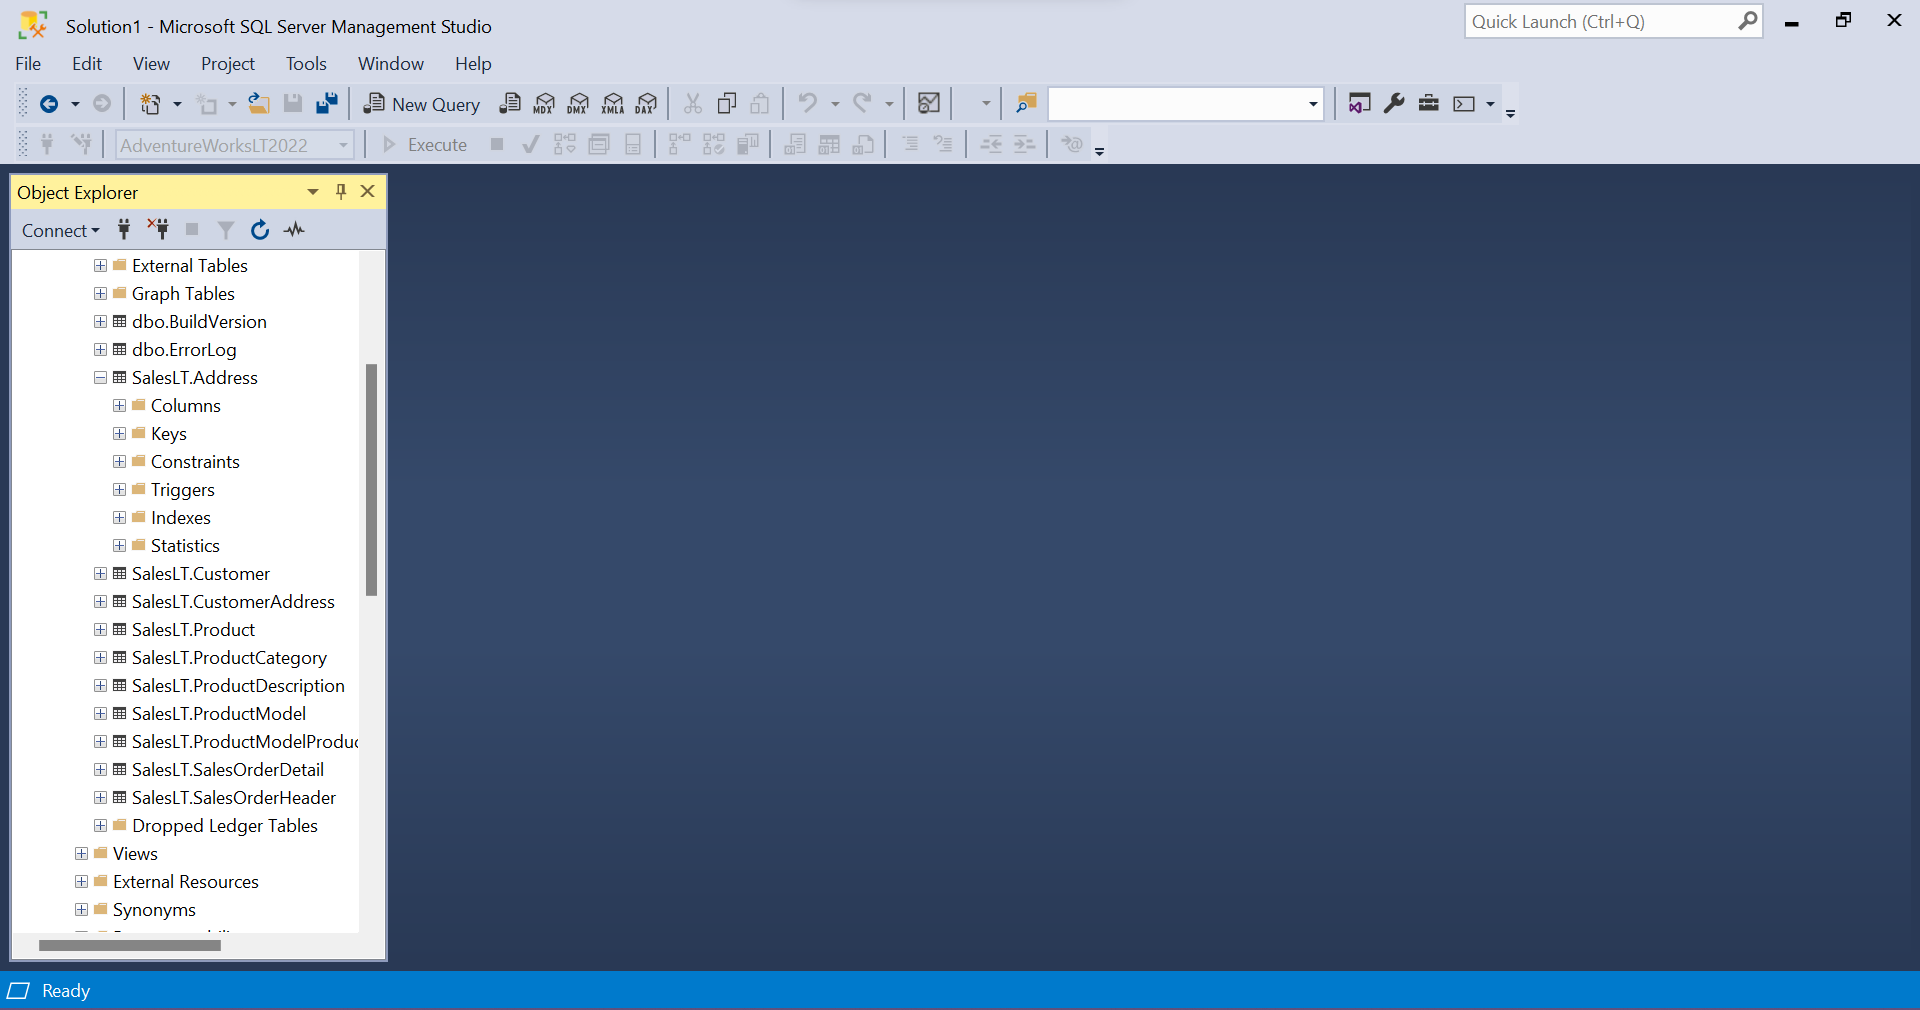 Solution1 - Microsoft SQL Server Management Studio
Quick Launch (Ctrl+Q)
File Edit View Project Tools Window Help
New Query MDX DMX XMLA DAX
AdventureWorksLT2022 Execute
Object Explorer
Connect
External Tables
Graph Tables
dbo.BuildVersion
dbo.ErrorLog
SalesLT.Address
Columns
Keys
Constraints
Triggers
Indexes
Statistics
SalesLT.Customer
SalesLT.CustomerAddress
SalesLT.Product
SalesLT.ProductCategory
SalesLT.ProductDescription
SalesLT.ProductModel
SalesLT.ProductModelProduc
SalesLT.SalesOrderDetail
SalesLT.SalesOrderHeader
Dropped Ledger Tables
Views
External Resources
Synonyms
Ready